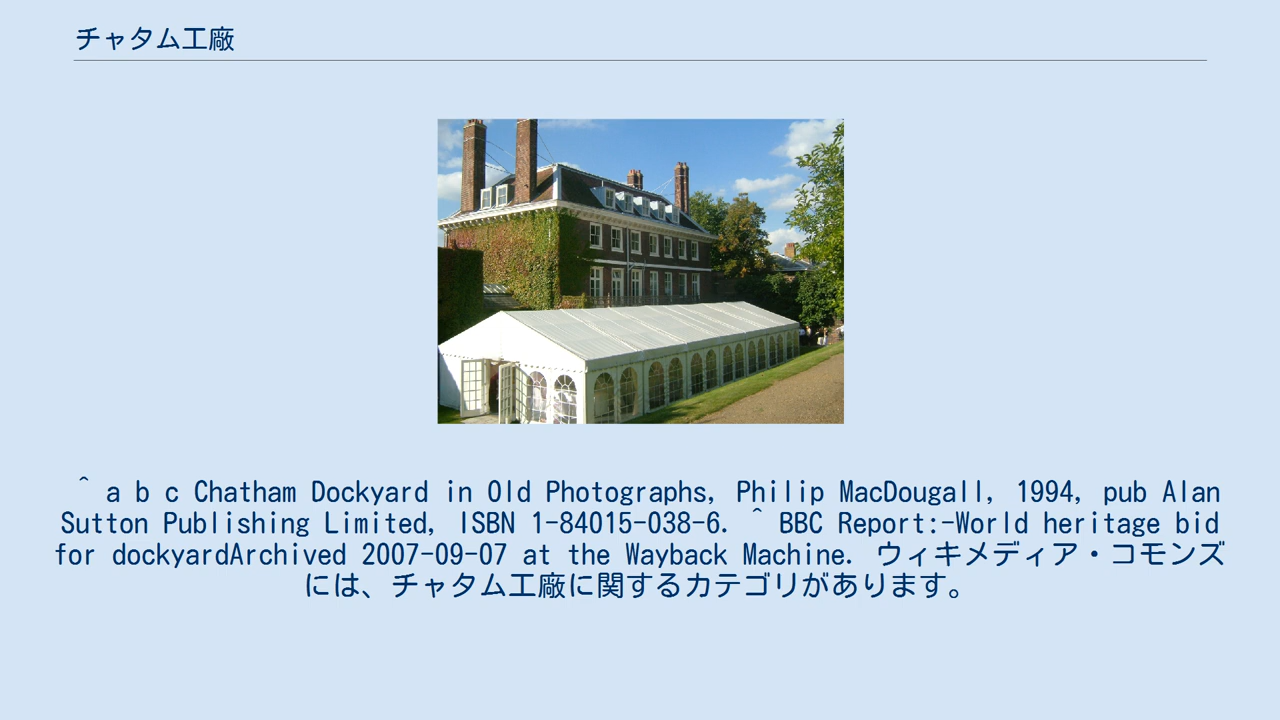 チャタム工廠
^ a b c Chatham Dockyard in Old Photographs, Philip MacDougall, 1994, pub Alan
Sutton Publishing Limited, ISBN 1-84015-038-6. ^ BBC Report:-World heritage bid
for dockyardArchived 2007-09-07 at the Wayback Machine. ウィキメディア・コモンズ
には、チャタム工廠に関するカテゴリがあります。